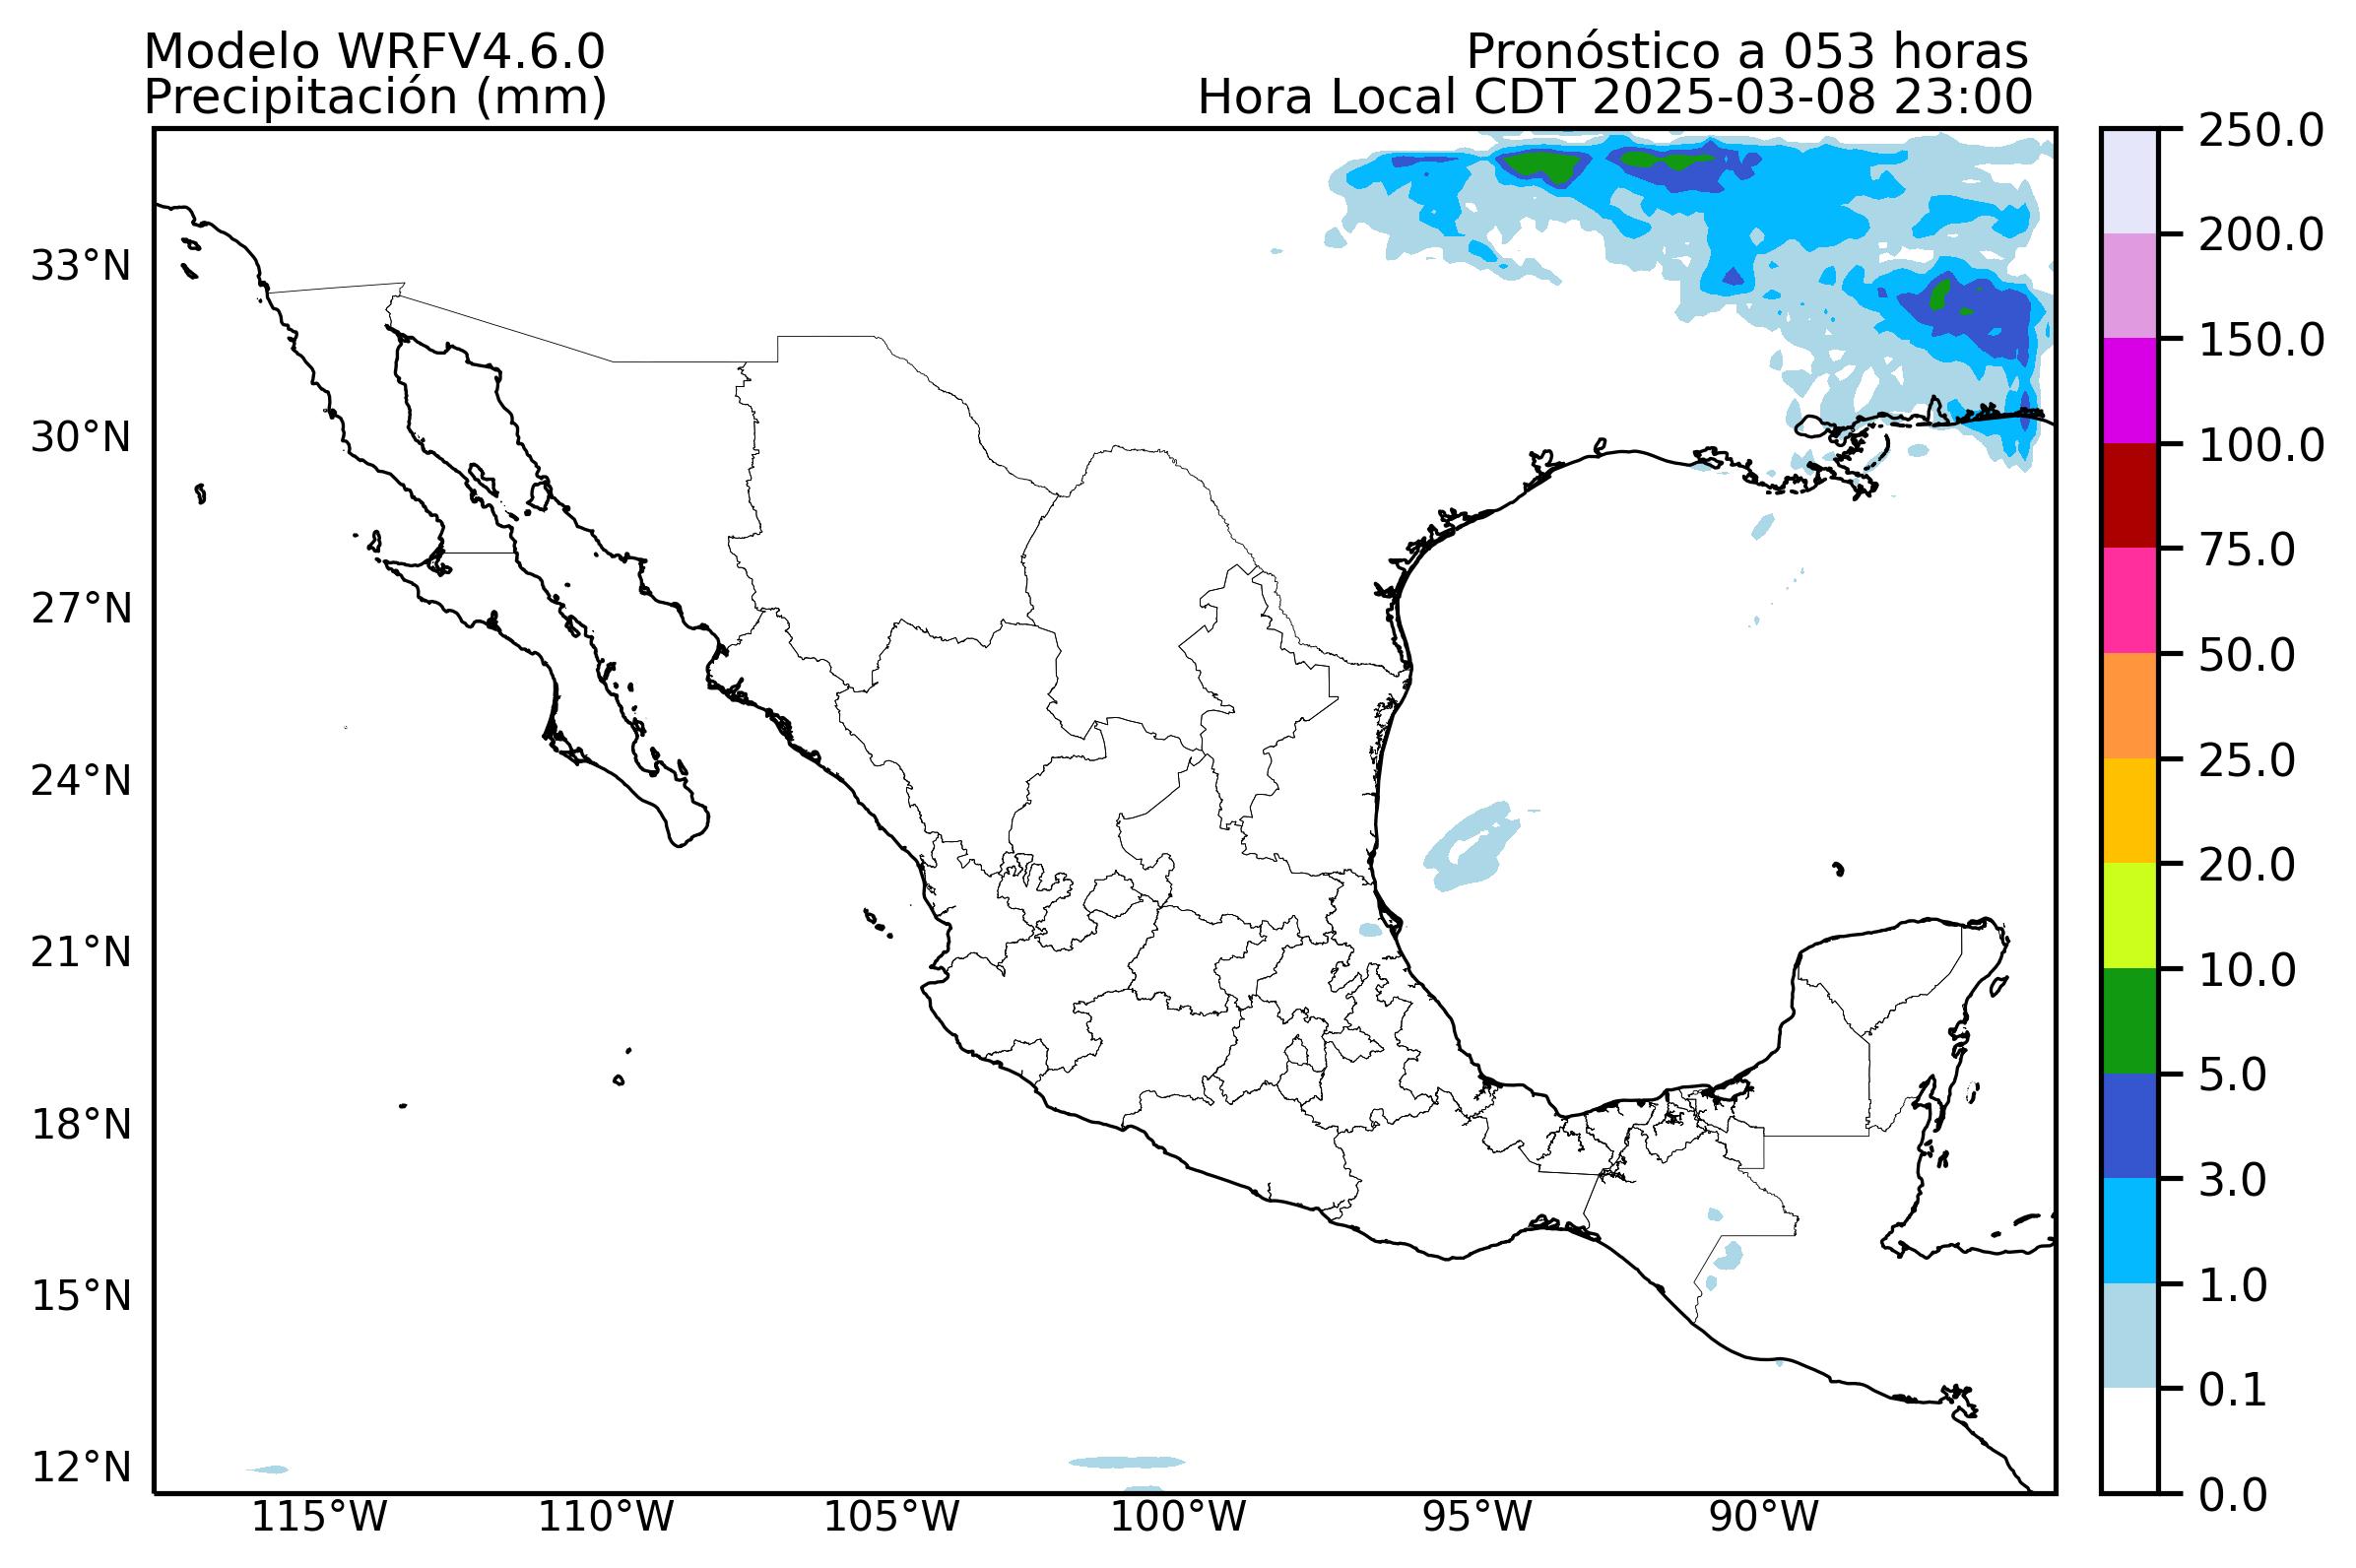 Modelo WRFV4.6.0
Pronóstico a 053 horas
Precipitación (mm)
Hora Local CDT 2025-03-08 23:00
250.0
200.0
150.0
100.0
75.0
50.0
25.0
20.0
10.0
5.0
3.0
1.0
0.1
0.0
33°N
30°N
27°N
24°N
21°N
18°N
15°N
12°N
115°W
110°W
105°W
100°W
95°W
90°W